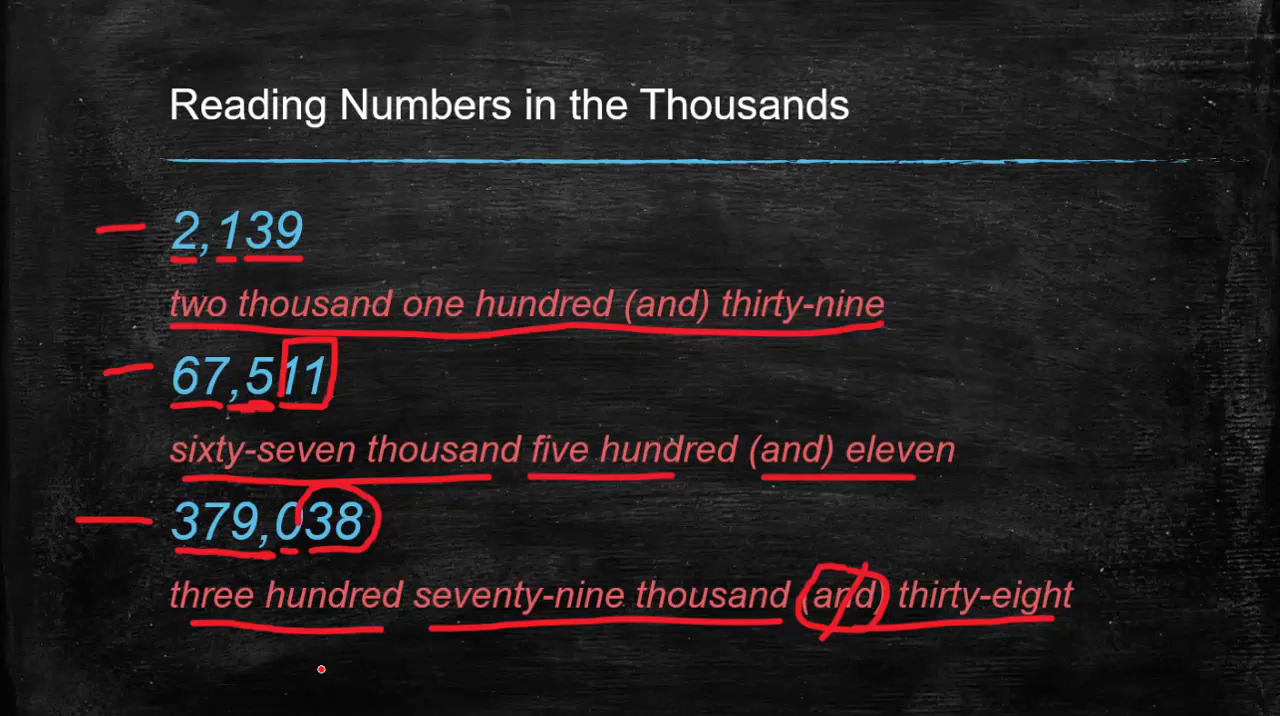 Reading Numbers in the Thousands
2,139
two thousand one hundred (and) thirty-nine
67,511
sixty-seven thousand five hundred (and) eleven
379,038
three hundred seventy-nine thousand (and) thirty-eight